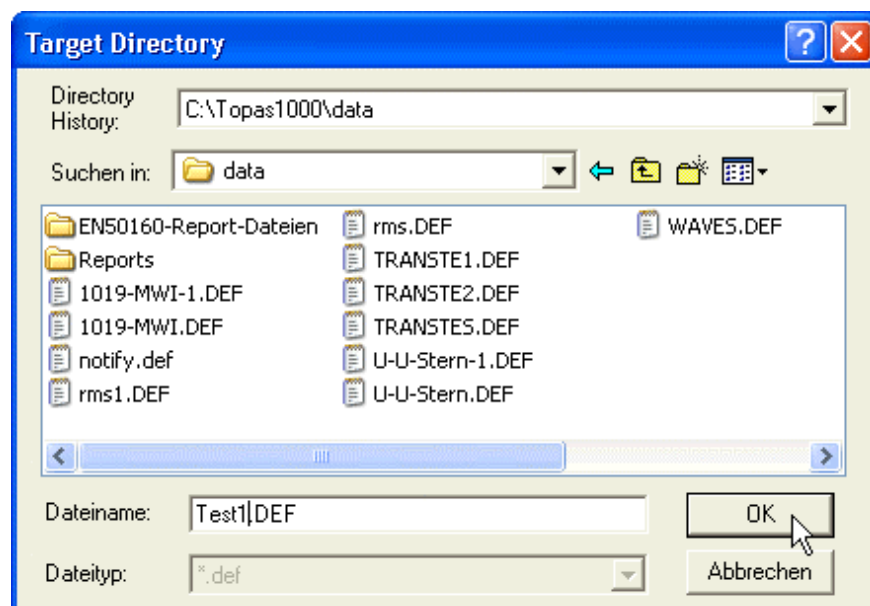 Target Directory
Directory
History:
C:\Topas1000\data
Suchen in:
data
EN50160-Report-Dateien
Reports
1019-MWI-1.DEF
1019-MWI.DEF
notify.def
rms1.DEF
rms.DEF
TRANSTE1.DEF
TRANSTE2.DEF
TRANSTES.DEF
U-U-Stern-1.DEF
U-U-Stern.DEF
WAVES.DEF
Dateiname:
Test1.DEF
OK
Dateityp:
*.def
Abbrechen